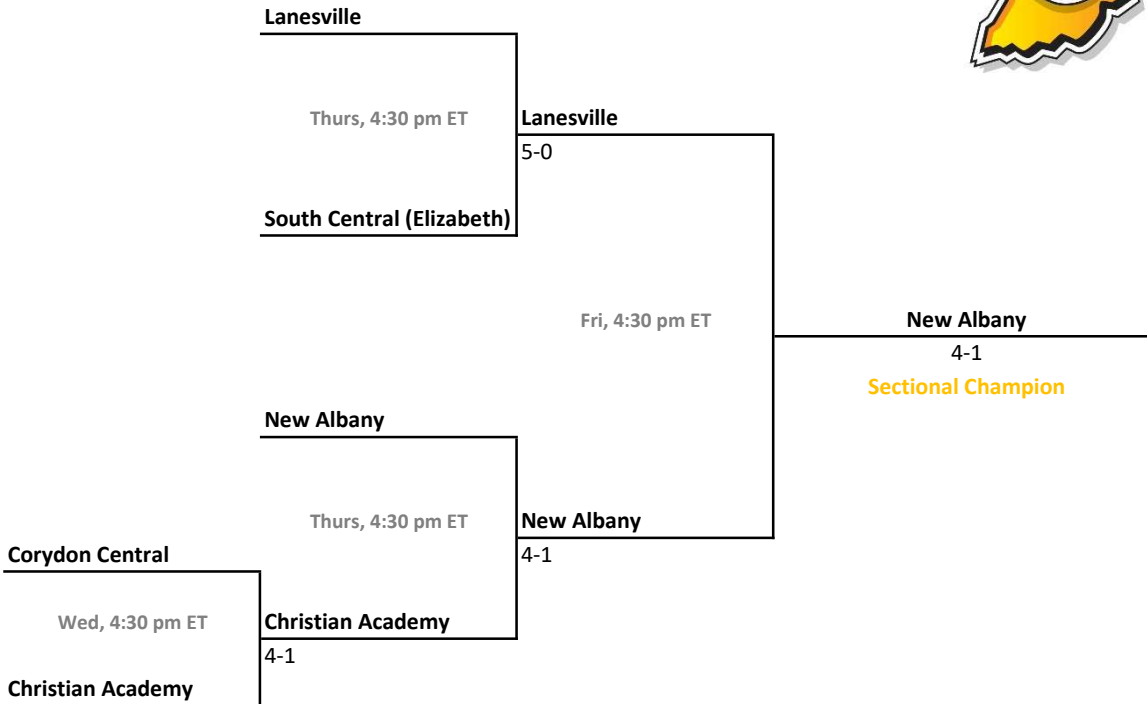 Lanesville
Thurs, 4:30 pm ET
Lanesville
5-0
South Central (Elizabeth)
Fri, 4:30 pm ET
New Albany
4-1
Sectional Champion
New Albany
Thurs, 4:30 pm ET
New Albany
4-1
Corydon Central
Wed, 4:30 pm ET
Christian Academy
4-1
Christian Academy